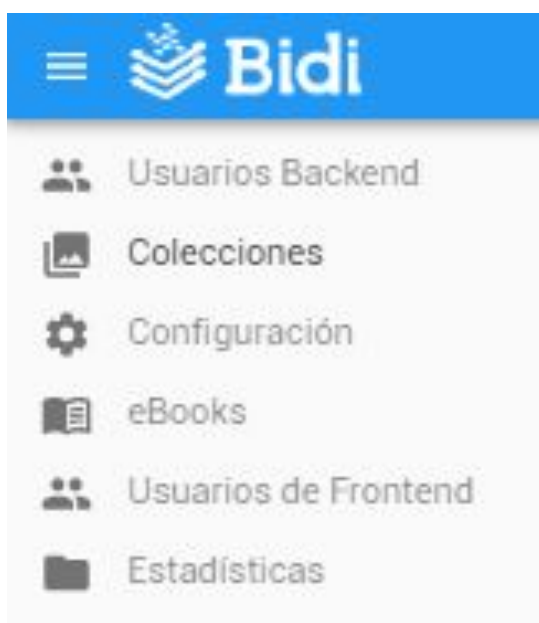 Bidi
Usuarios Backend
Colecciones
Configuración
eBooks
Usuarios de Frontend
Estadísticas